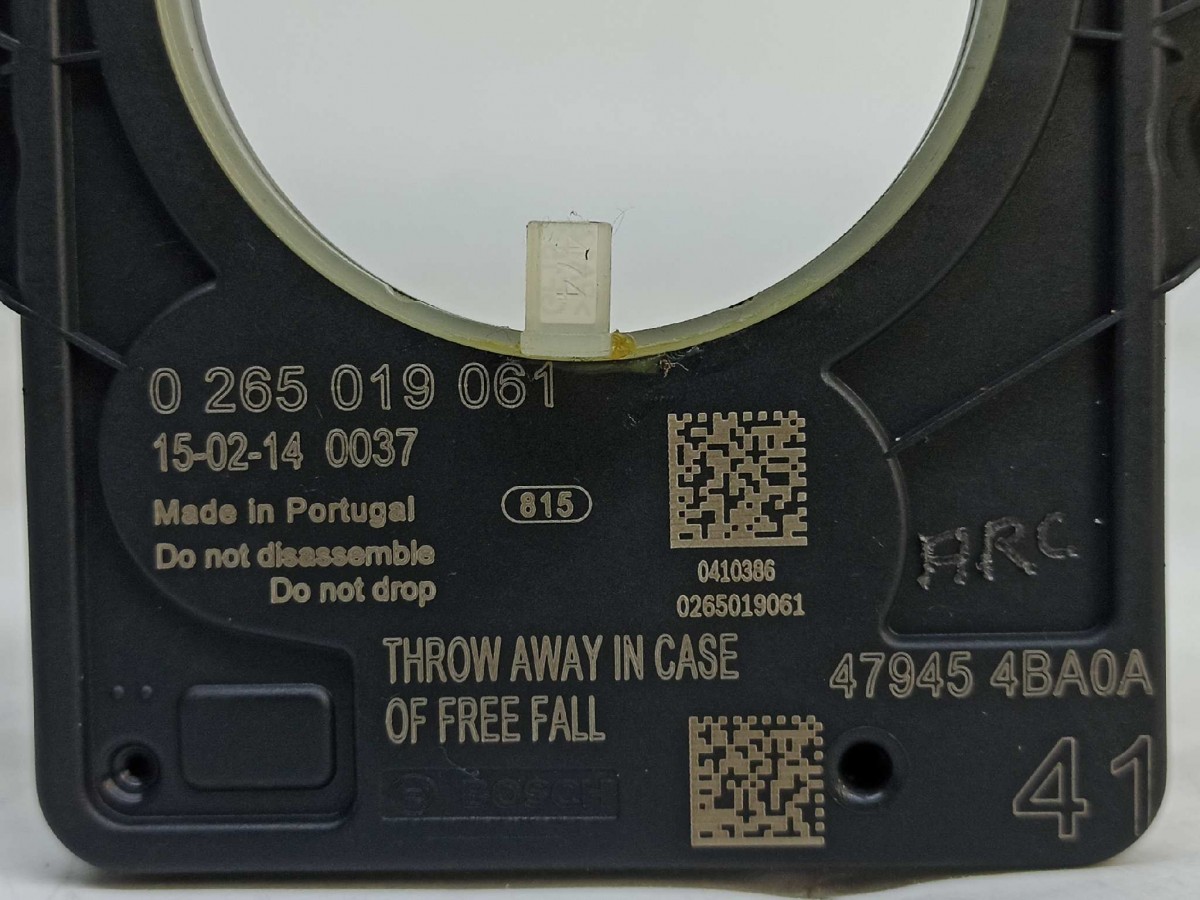 0 265 019 061
15-02-14 0037
Made in Portugal
815
Do not disassemble
Do not drop
0410386
0265019061
ARC
THROW AWAY IN CASE
OF FREE FALL
47945 4BA0A
BOSCH
41